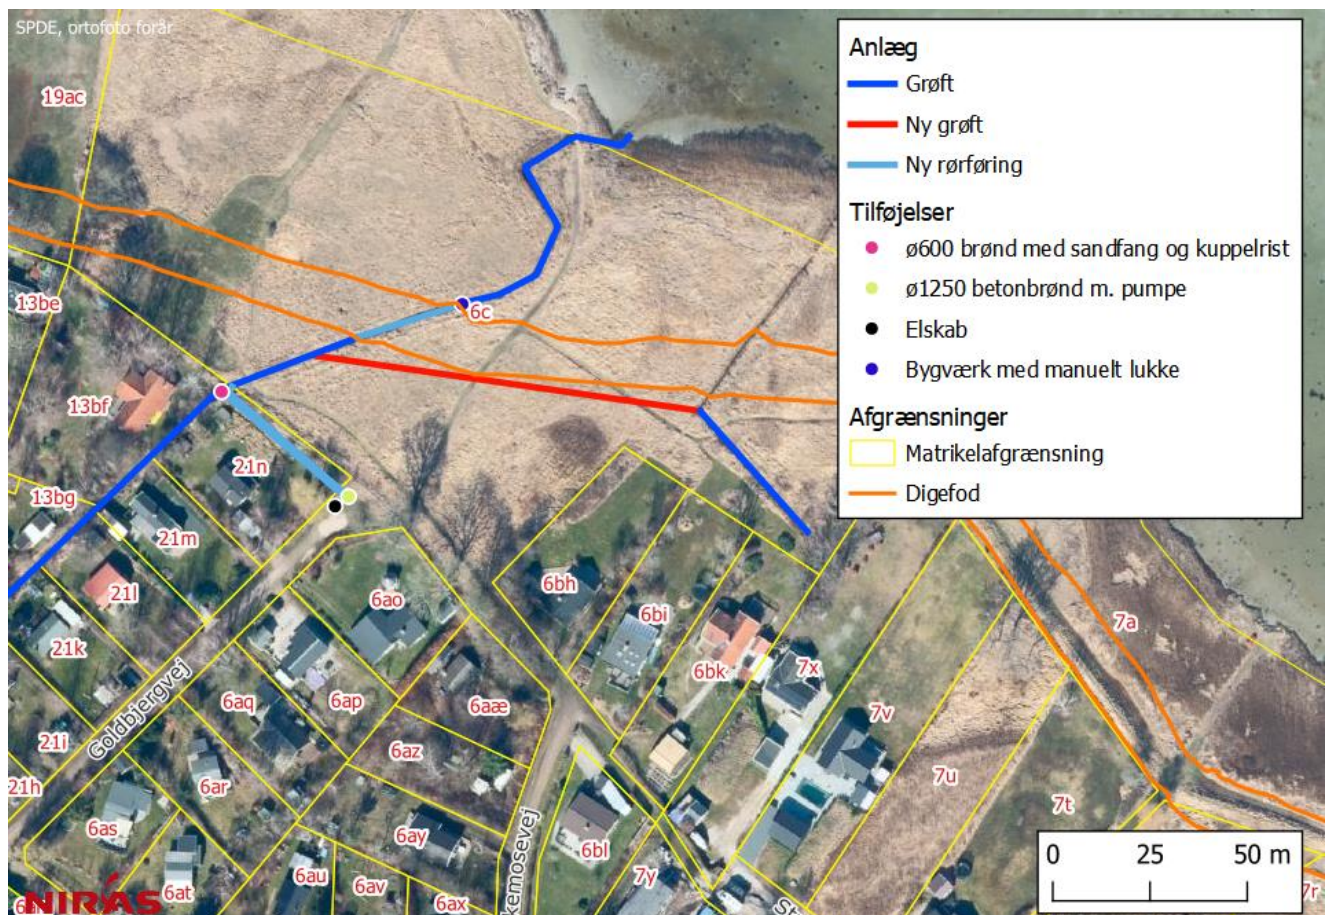 SPDE, ortofoto forår
19ac
13be
13bf
13bg
6c
21n
21m
21l
21k
21i
21h
Goldbjergvej
6ao
6ap
6aq
6ar
6as
6at
6au
6av
6ax
6ay
6az
6aæ
kemosevej
6bh
6bi
6bk
6bl
7x
7v
7u
7t
7a
7y
7r
Anlæg
Grøft
Ny grøft
Ny rørføring
Tilføjelser
ø600 brønd med sandfang og kuppelrist
ø1250 betonbrønd m. pumpe
Elskab
Bygværk med manuelt lukke
Afgrænsninger
Matrikelafgrænsning
Digefod
0 25 50 m
NIRAS